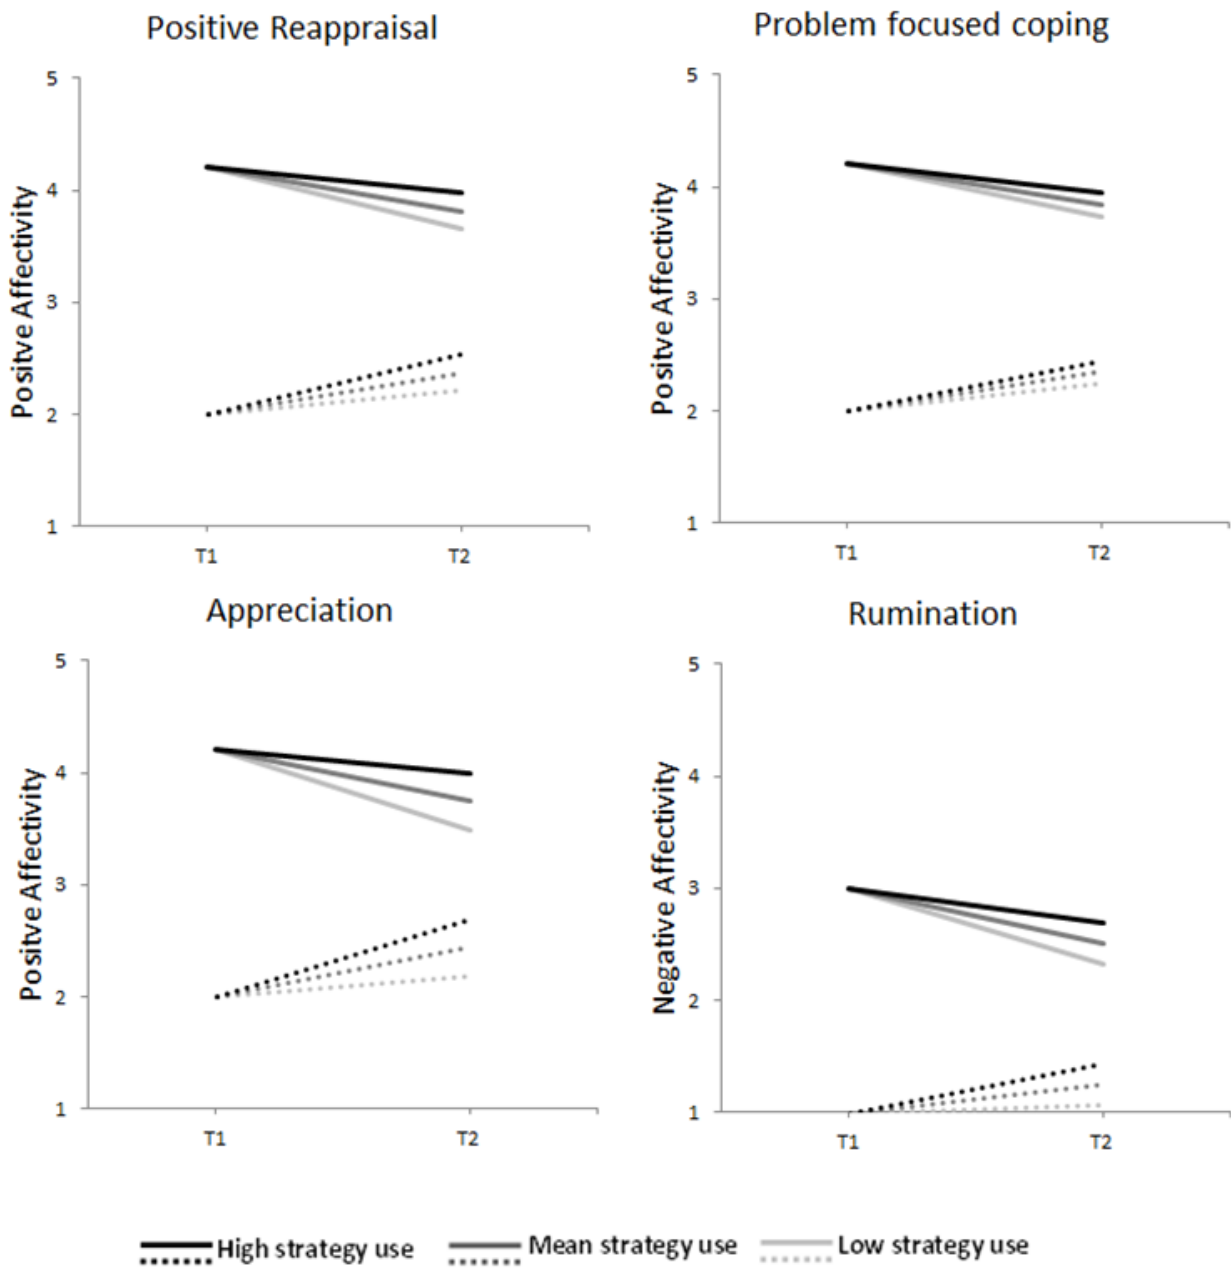 Positive Reappraisal
Positve Affectivity
5
4
3
2
1
T1
T2
Problem focused coping
Positve Affectivity
5
4
3
2
1
T1
T2
Appreciation
Positve Affectivity
5
4
3
2
1
T1
T2
Rumination
Negative Affectivity
5
4
3
2
1
T1
T2
High strategy use
Mean strategy use
Low strategy use